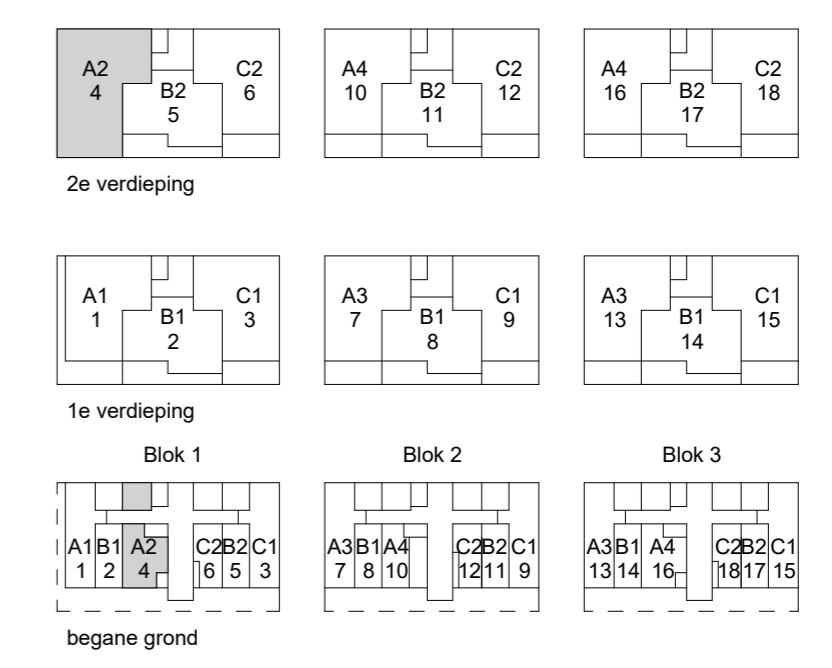 A2 C2 A4 C2 A4 C2
4 B2 6 10 B2 12 16 B2 18
5 11 17
2e verdieping
A1 C1 A3 C1 A3 C1
1 B1 3 7 B1 9 13 B1 15
2 8 14
1e verdieping
Blok 1 Blok 2 Blok 3
A1 B1 A2 C2 B2 C1 A3 B1 A4 C2 B2 C1 A3 B1 A4 C2 B2 C1
1 2 4 6 5 3 7 8 10 12 11 9 13 14 16 18 17 15
begane grond